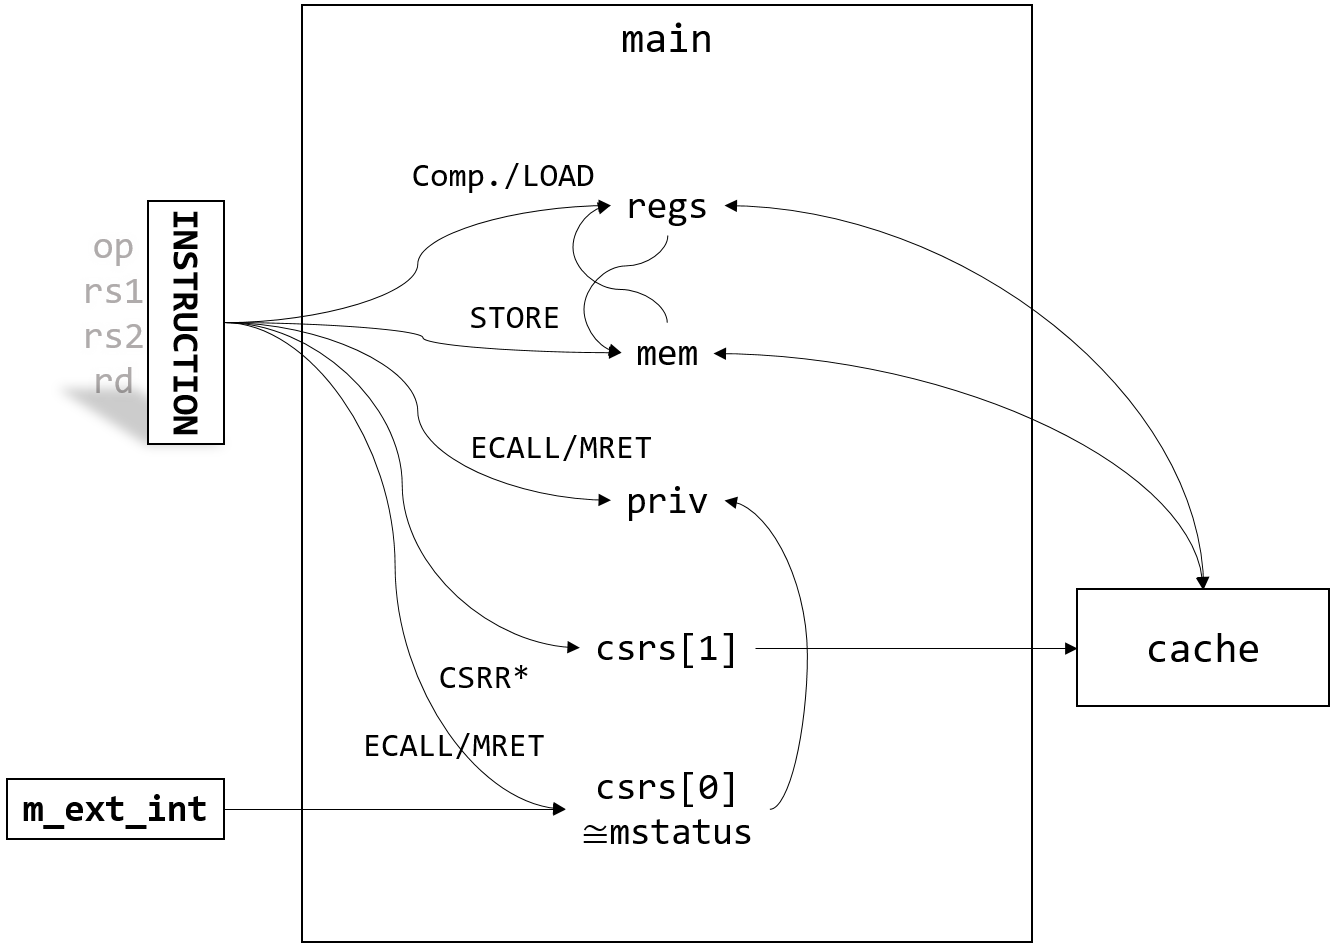 main
Comp./LOAD
regs
op
rs1
rs2
rd
INSTRUCTION
STORE
mem
ECALL/MRET
priv
csrs[1]
cache
CSRR*
ECALL/MRET
m_ext_int
csrs[0]
≅mstatus